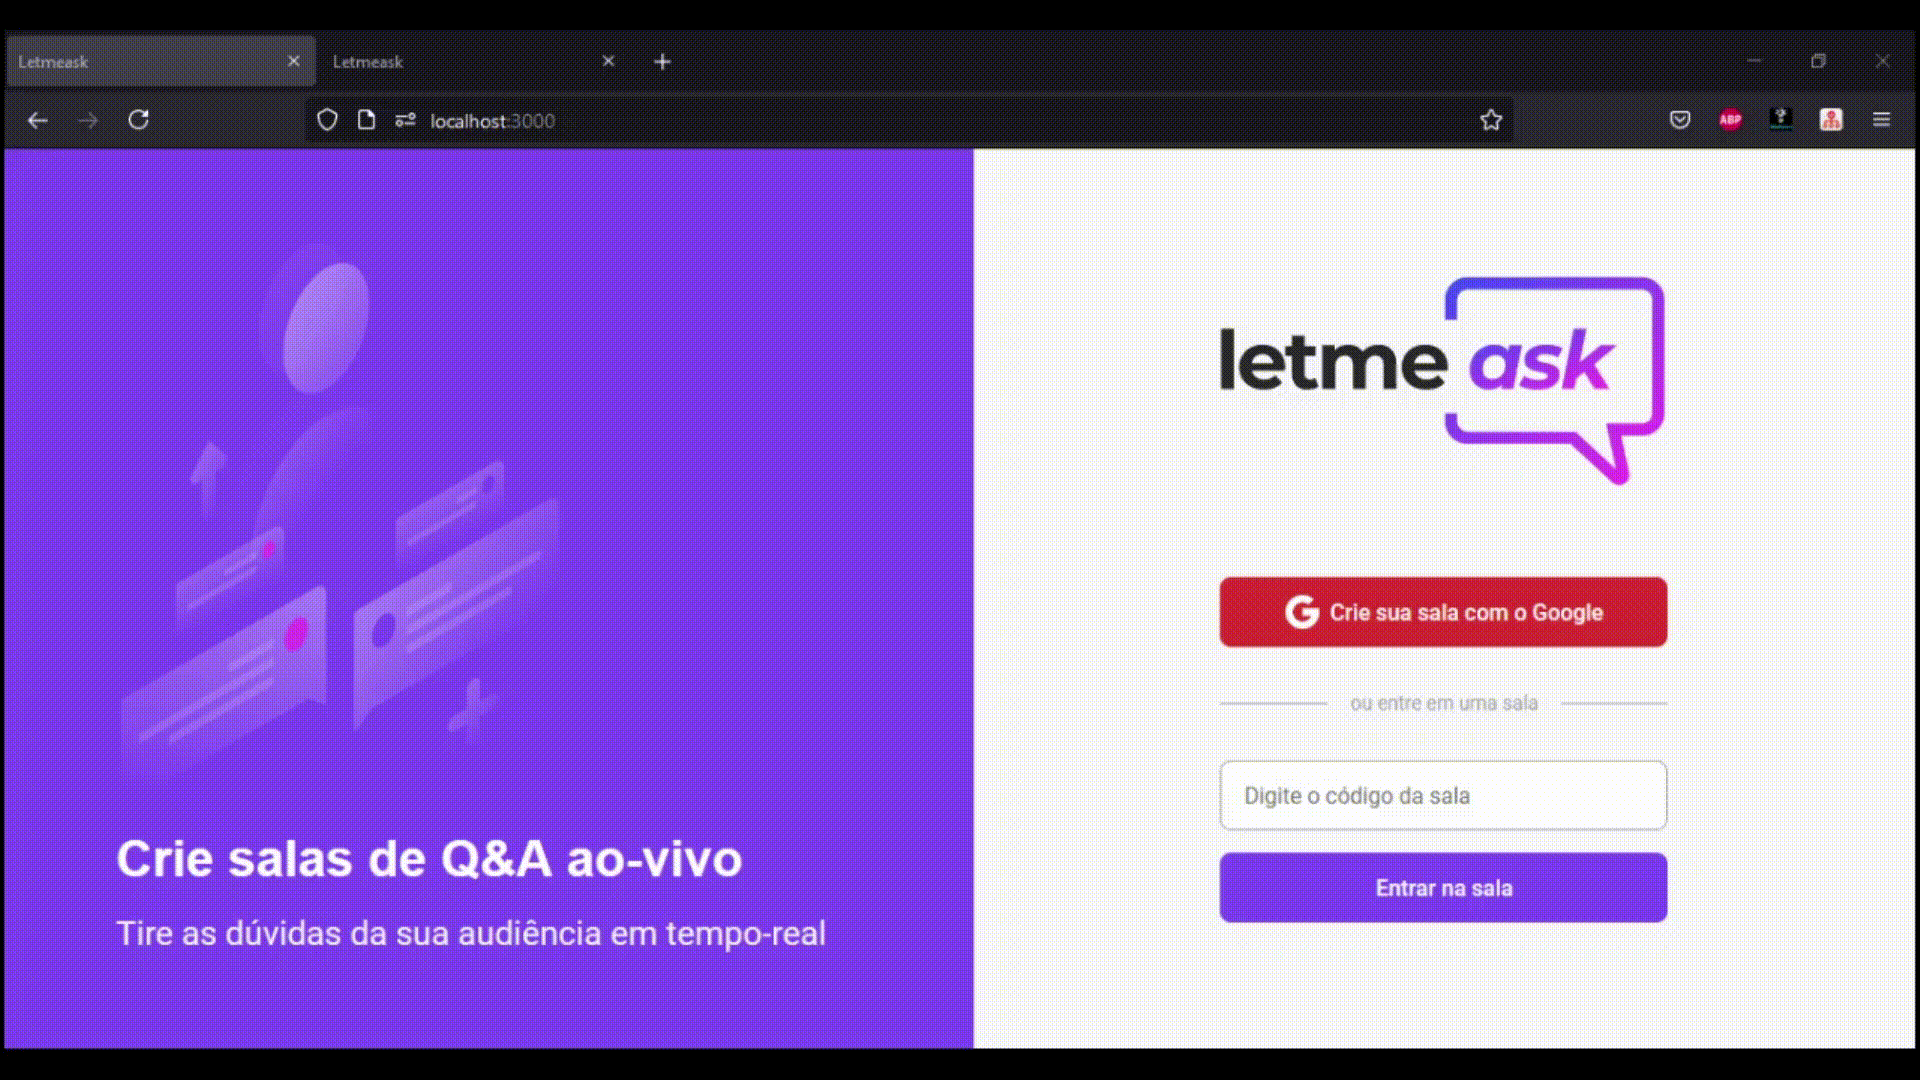 Letmeask
Letmeask
localhost:3000
ABP
letme ask
Crie sua sala com o Google
ou entre em uma sala
Digite o código da sala
Entrar na sala
Crie salas de Q&A ao-vivo
Tire as dúvidas da sua audiência em tempo-real